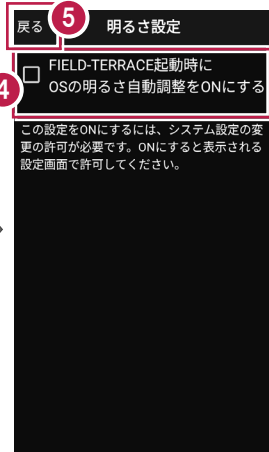 戻る
5
明るさ設定
4
FIELD-TERRACE起動時に
OSの明るさ自動調整をONにする
この設定をONにするには、システム設定の変
更の許可が必要です。ONにすると表示される
設定画面で許可してください。